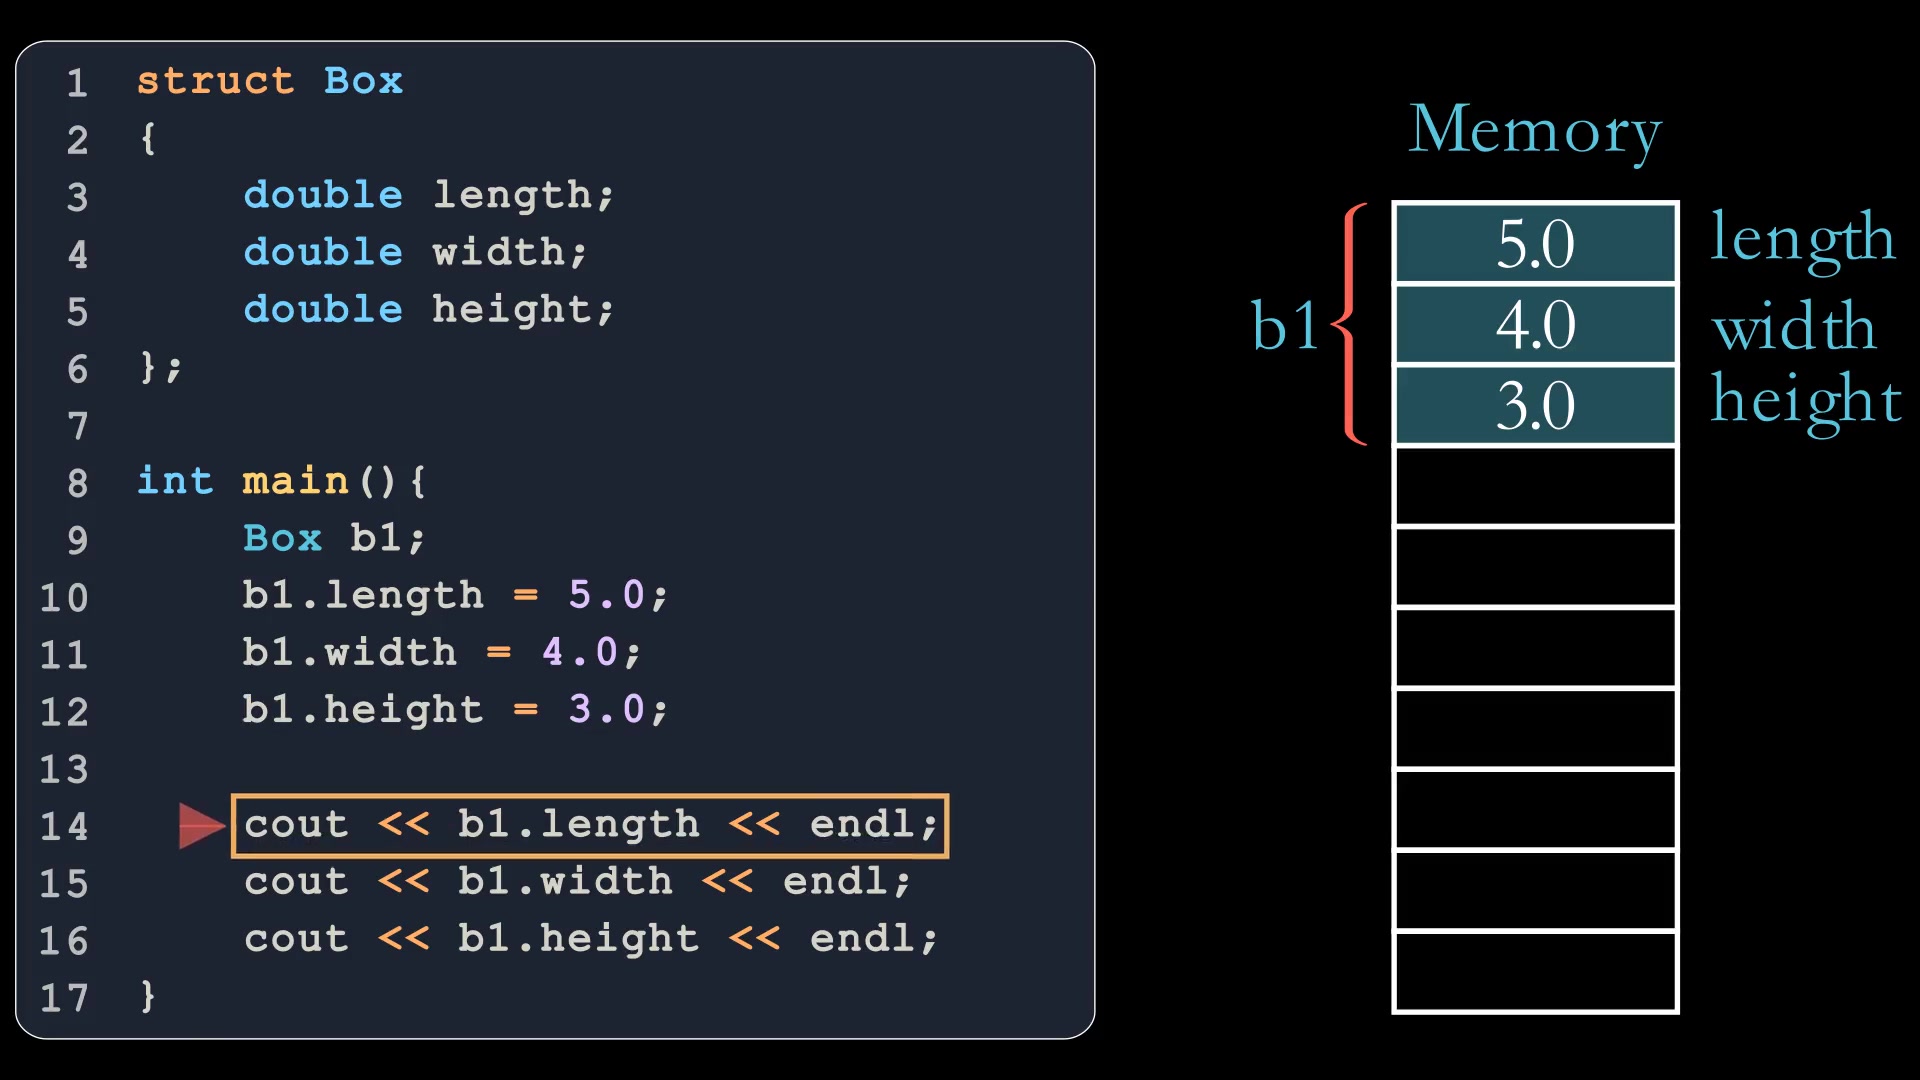 1 struct Box
2 {
3 double length;
4 double width;
5 double height;
6 };
7
8 int main(){
9 Box b1;
10 b1.length = 5.0;
11 b1.width = 4.0;
12 b1.height = 3.0;
13
14 cout << b1.length << endl;
15 cout << b1.width << endl;
16 cout << b1.height << endl;
17 }
Memory
b1
5.0 length
4.0 width
3.0 height